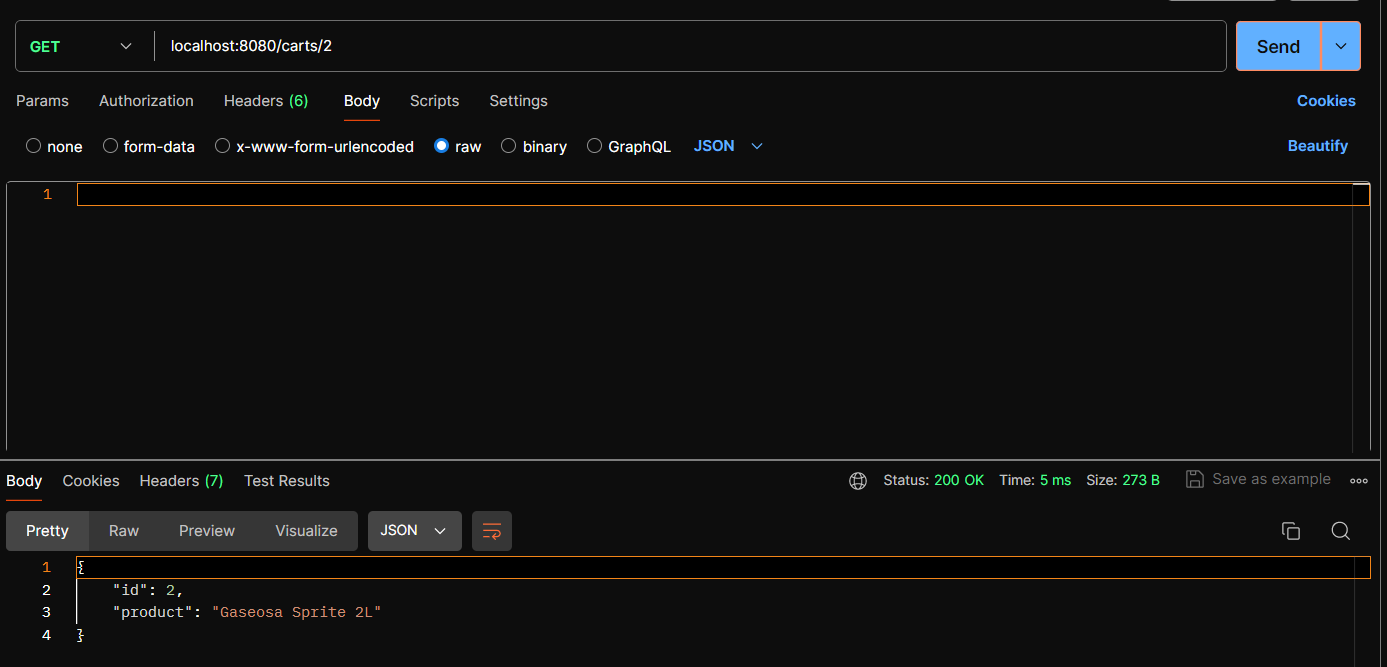 GET localhost:8080/carts/2 Send
Params Authorization Headers (6) Body Scripts Settings Cookies
none form-data x-www-form-urlencoded raw binary GraphQL JSON Beautify
1
Body Cookies Headers (7) Test Results Status: 200 OK Time: 5 ms Size: 273 B Save as example
Pretty Raw Preview Visualize JSON
1 {
2 "id": 2,
3 "product": "Gaseosa Sprite 2L"
4 }